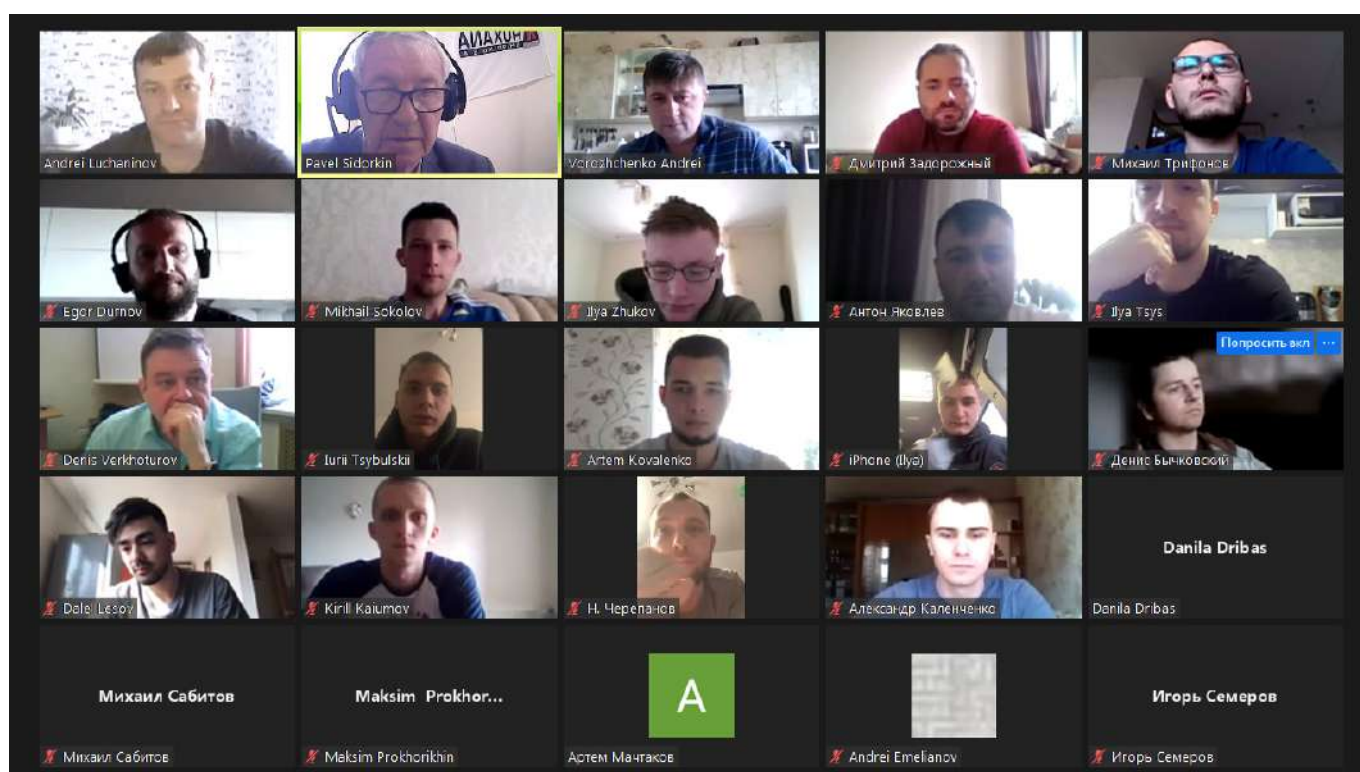 Andrei Luchaninov
Pavel Sidorkin
Voroshchenko Andrei
Дмитрий Задорожный
Михаил Трифонов
Egor Durnov
Mikhail Sokolov
Ilya Zhukov
Антон Яковлев
Ilya Tsys
Попросить вкл ...
Denis Verkhoturov
Iurii Tsybulskii
Artem Kovalenko
iPhone (Ilya)
Денис Бычковский
Lesov
Kirill Kaiumov
Н. Черепанов
Александр Каленченко
Danila Dribas
Danila Dribas
Михаил Сабитов
Maksim Prokhor...
A
Игорь Семеров
Михаил Сабитов
Maksim Prokhorikhin
Артем Мачтаков
Andrei Emelianov
Игорь Семеров